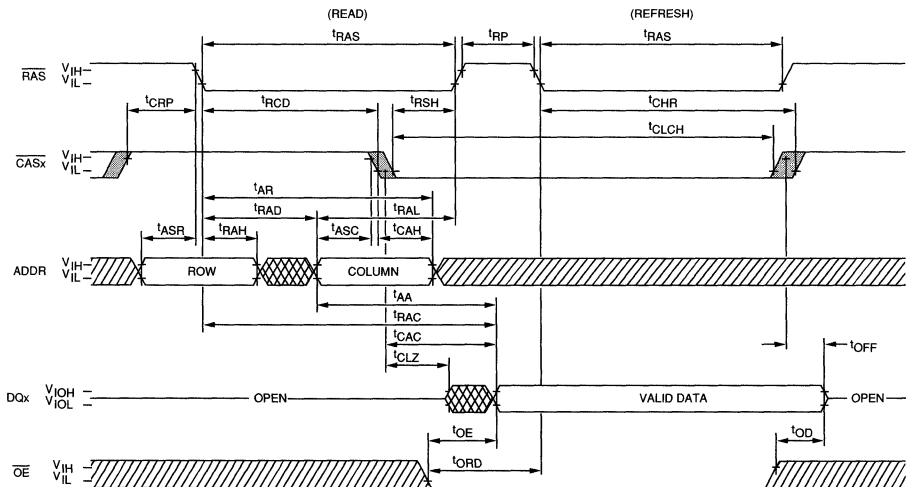 (READ) (REFRESH)
tRAS tRP tRAS
RAS VIH VIL
tCRP tRCD tRSH tCHR
tCLCH
CASx VIH VIL
tAR
tRAD tRAL
tASR tRAH tASC tCAH
ADDR VIH VIL ROW COLUMN
tAA
tRAC
tCAC tOFF
tCLZ
DQx VIOH VIOL OPEN VALID DATA OPEN
tOE tOD
tORD
OE VIH VIL